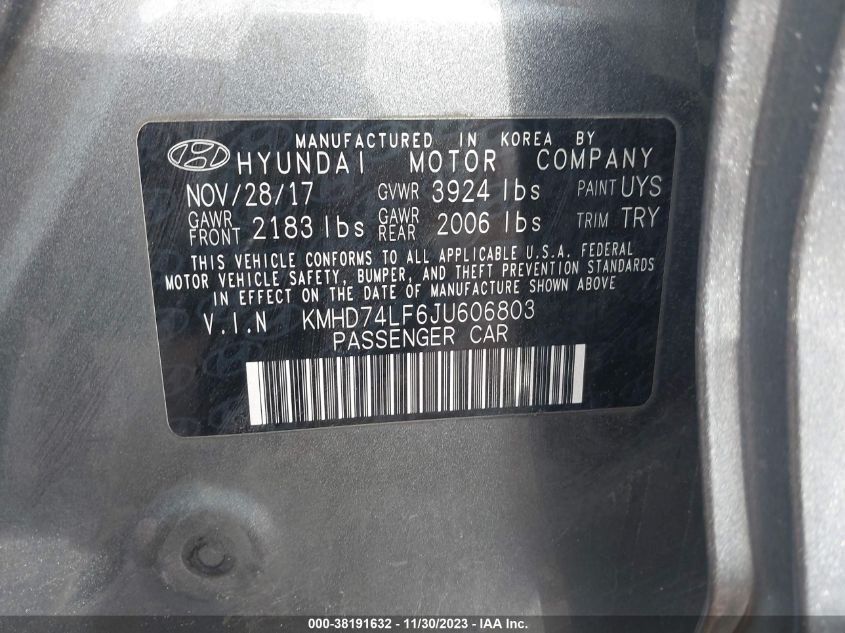 MANUFACTURED IN KOREA BY
HYUNDAI MOTOR COMPANY
NOV/28/17 GVWR 3924 lbs PAINT UYS
GAWR FRONT 2183 lbs GAWR REAR 2006 lbs TRIM TRY
THIS VEHICLE CONFORMS TO ALL APPLICABLE U.S.A. FEDERAL
MOTOR VEHICLE SAFETY, BUMPER, AND THEFT PREVENTION STANDARDS
IN EFFECT ON THE DATE OF MANUFACTURE SHOWN ABOVE
V.I.N KMHD74LF6JU606803
PASSENGER CAR
000-38191632 - 11/30/2023 - IAA Inc.